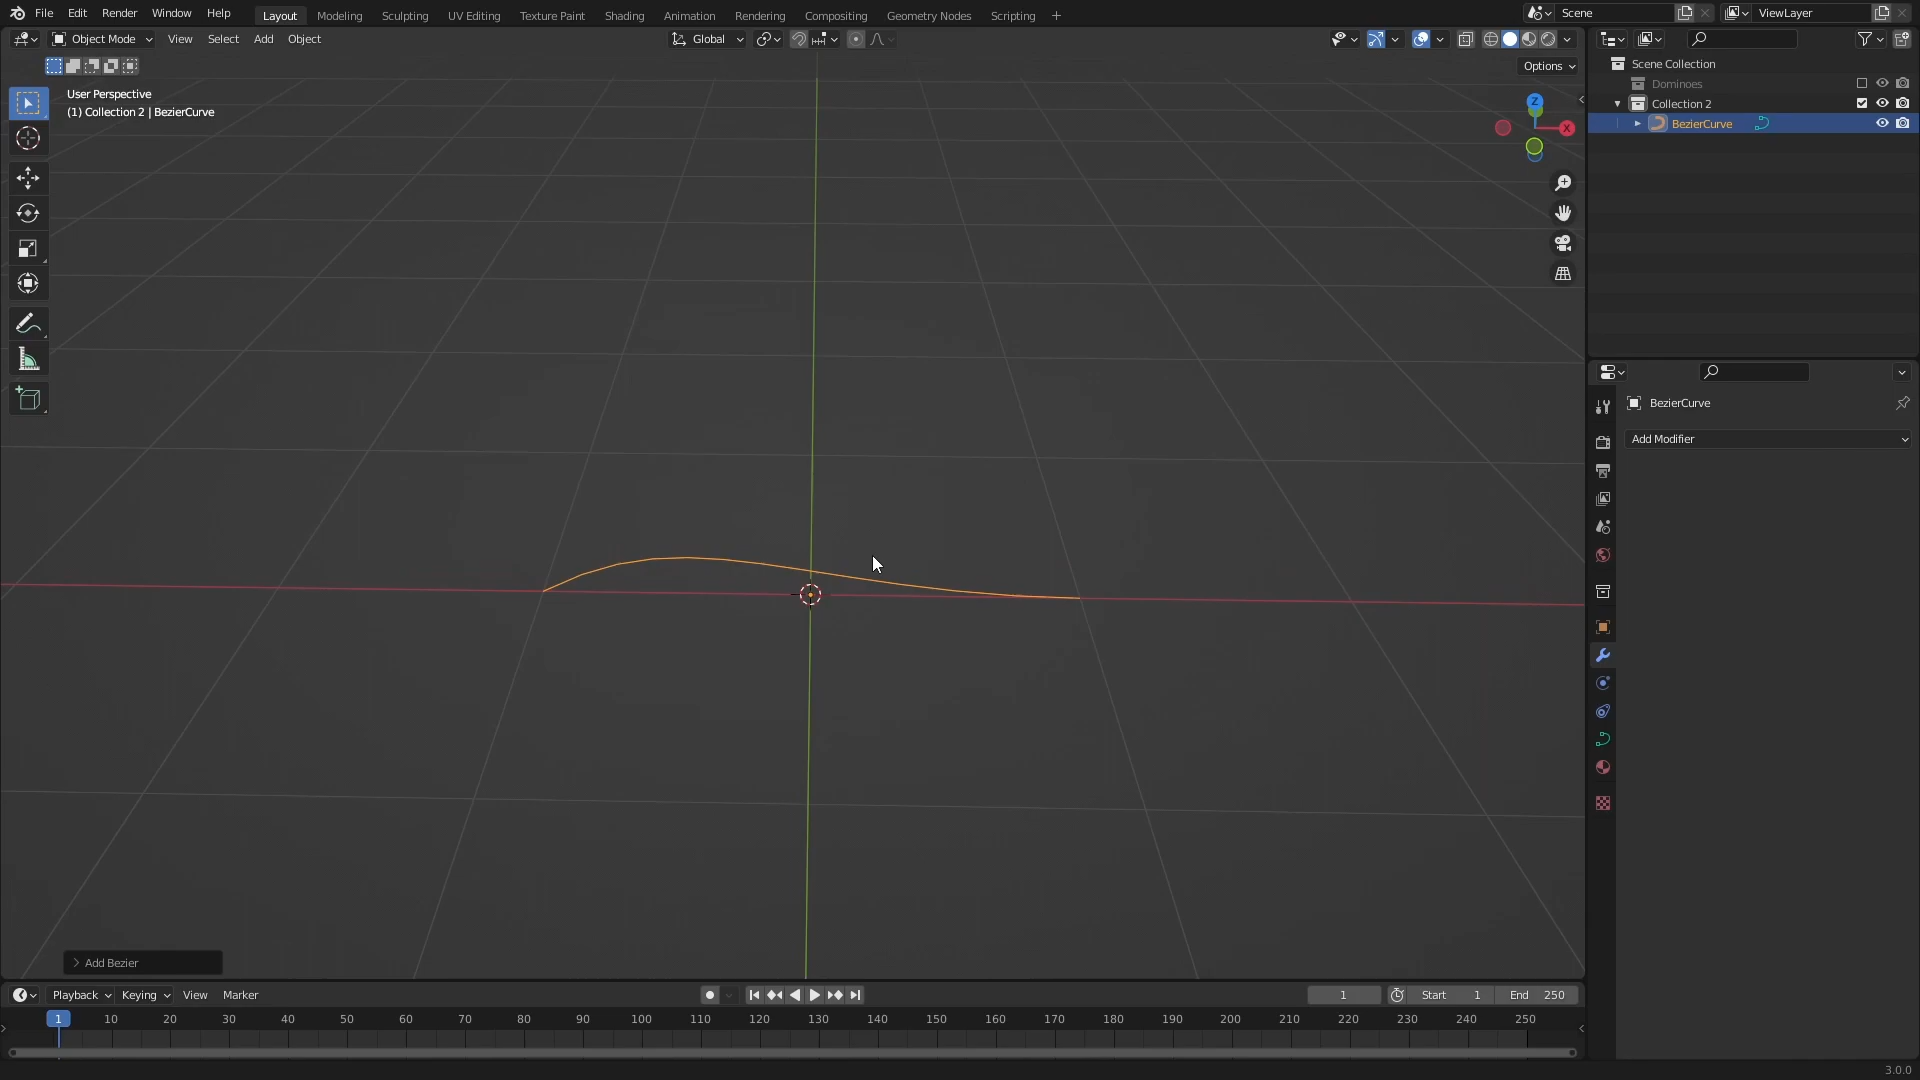 File Edit Render Window Help Layout Modeling Sculpting UV Editing Texture Paint Shading Animation Rendering Compositing Geometry Nodes Scripting + Scene ViewLayer
Object Mode View Select Add Object Global
Options
User Perspective
(1) Collection 2 | BezierCurve
Z
X
Scene Collection
Dominoes
Collection 2
BezierCurve
BezierCurve
Add Modifier
Add Bezier
Playback Keying View Marker 1 Start 1 End 250
1 10 20 30 40 50 60 70 80 90 100 110 120 130 140 150 160 170 180 190 200 210 220 230 240 250
3.0.0